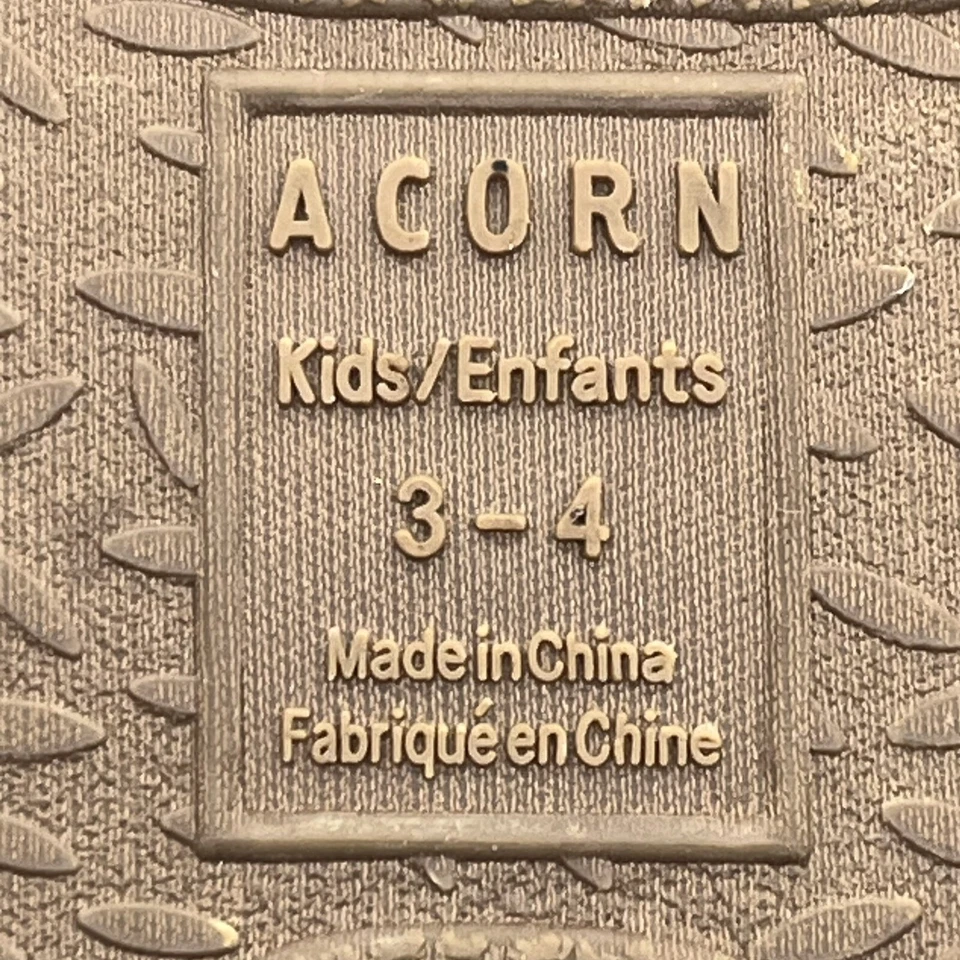 ACORN
Kids/Enfants
3-4
Made in China
Fabriqué en Chine